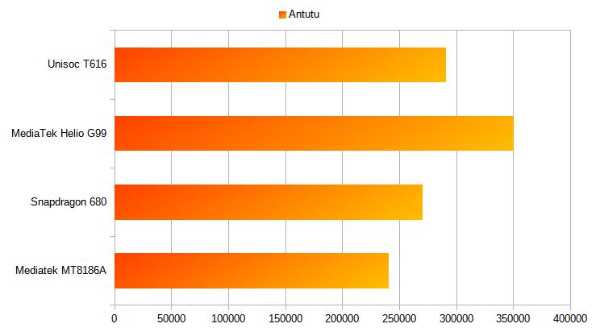 Antutu
Unisoc T616
MediaTek Helio G99
Snapdragon 680
Mediatek MT8186A
0 50000 100000 150000 200000 250000 300000 350000 400000